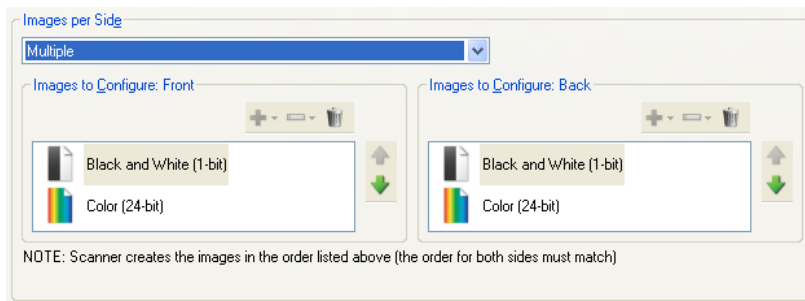 Images per Side
Multiple
Images to Configure: Front
Images to Configure: Back
Black and White (1-bit)
Color (24-bit)
Black and White (1-bit)
Color (24-bit)
NOTE: Scanner creates the images in the order listed above (the order for both sides must match)